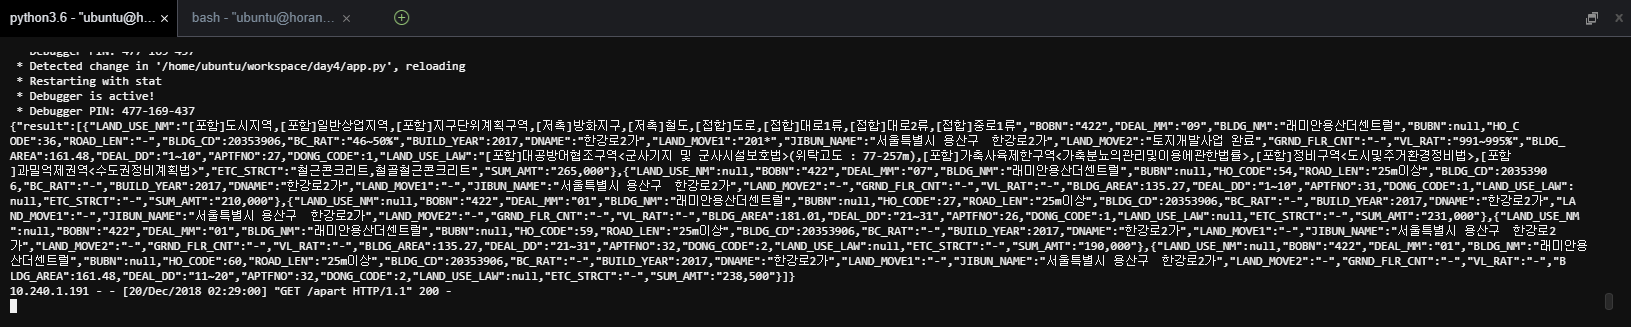 python3.6 - "ubuntu@h… × bash - "ubuntu@horan… ×
Debugger PIN: 477-169-437
* Detected change in '/home/ubuntu/workspace/day4/app.py', reloading
* Restarting with stat
* Debugger is active!
* Debugger PIN: 477-169-437
{"result":[{"LAND_USE_NM":"[포함]도시지역,[포함]일반상업지역,[포함]지구단위계획구역,[저촉]방화지구,[저촉]철도,[접합]도로,[접합]대로1류,[접합]대로2류,[접합]중로1류","BOBN":"422","DEAL_MM":"09","BLDG_NM":"래미안용산더센트럴","BUBN":null,"HO_C
ODE":36,"ROAD_LEN":"-","BLDG_CD":20353906,"BC_RAT":"46~50%","BUILD_YEAR":2017,"DNAME":"한강로2가","LAND_MOVE1":"201*","JIBUN_NAME":"서울특별시 용산구  한강로2가","LAND_MOVE2":"토지개발사업 완료","GRND_FLR_CNT":"-","VL_RAT":"991~995%","BLDG_
AREA":161.48,"DEAL_DD":"1~10","APTFNO":27,"DONG_CODE":1,"LAND_USE_LAW":"[포함]대공방어협조구역<군사기지 및 군사시설보호법>(위탁고도 : 77-257m),[포함]가축사육제한구역<가축분뇨의관리및이용에관한법률>,[포함]정비구역<도시및주거환경정비법>,[포함
]과밀억제권역<수도권정비계획법>","ETC_STRCT":"철근콘크리트,철골철근콘크리트","SUM_AMT":"265,000"},{"LAND_USE_NM":null,"BOBN":"422","DEAL_MM":"07","BLDG_NM":"래미안용산더센트럴","BUBN":null,"HO_CODE":54,"ROAD_LEN":"25m이상","BLDG_CD":2035390
6,"BC_RAT":"-","BUILD_YEAR":2017,"DNAME":"한강로2가","LAND_MOVE1":"-","JIBUN_NAME":"서울특별시 용산구  한강로2가","LAND_MOVE2":"-","GRND_FLR_CNT":"-","VL_RAT":"-","BLDG_AREA":135.27,"DEAL_DD":"1~10","APTFNO":31,"DONG_CODE":1,"LAND_USE_LAW":
null,"ETC_STRCT":"-","SUM_AMT":"210,000"},{"LAND_USE_NM":null,"BOBN":"422","DEAL_MM":"01","BLDG_NM":"래미안용산더센트럴","BUBN":null,"HO_CODE":27,"ROAD_LEN":"25m이상","BLDG_CD":20353906,"BC_RAT":"-","BUILD_YEAR":2017,"DNAME":"한강로2가","LA
ND_MOVE1":"-","JIBUN_NAME":"서울특별시 용산구  한강로2가","LAND_MOVE2":"-","GRND_FLR_CNT":"-","VL_RAT":"-","BLDG_AREA":181.01,"DEAL_DD":"21~31","APTFNO":26,"DONG_CODE":1,"LAND_USE_LAW":null,"ETC_STRCT":"-","SUM_AMT":"231,000"},{"LAND_USE_NM
":null,"BOBN":"422","DEAL_MM":"01","BLDG_NM":"래미안용산더센트럴","BUBN":null,"HO_CODE":59,"ROAD_LEN":"25m이상","BLDG_CD":20353906,"BC_RAT":"-","BUILD_YEAR":2017,"DNAME":"한강로2가","LAND_MOVE1":"-","JIBUN_NAME":"서울특별시 용산구  한강로2
가","LAND_MOVE2":"-","GRND_FLR_CNT":"-","VL_RAT":"-","BLDG_AREA":135.27,"DEAL_DD":"21~31","APTFNO":32,"DONG_CODE":2,"LAND_USE_LAW":null,"ETC_STRCT":"-","SUM_AMT":"190,000"},{"LAND_USE_NM":null,"BOBN":"422","DEAL_MM":"01","BLDG_NM":"래미안용
산더센트럴","BUBN":null,"HO_CODE":60,"ROAD_LEN":"25m이상","BLDG_CD":20353906,"BC_RAT":"-","BUILD_YEAR":2017,"DNAME":"한강로2가","LAND_MOVE1":"-","JIBUN_NAME":"서울특별시 용산구  한강로2가","LAND_MOVE2":"-","GRND_FLR_CNT":"-","VL_RAT":"-","B
LDG_AREA":161.48,"DEAL_DD":"11~20","APTFNO":32,"DONG_CODE":2,"LAND_USE_LAW":null,"ETC_STRCT":"-","SUM_AMT":"238,500"}]}
10.240.1.191 - - [20/Dec/2018 02:29:00] "GET /apart HTTP/1.1" 200 -